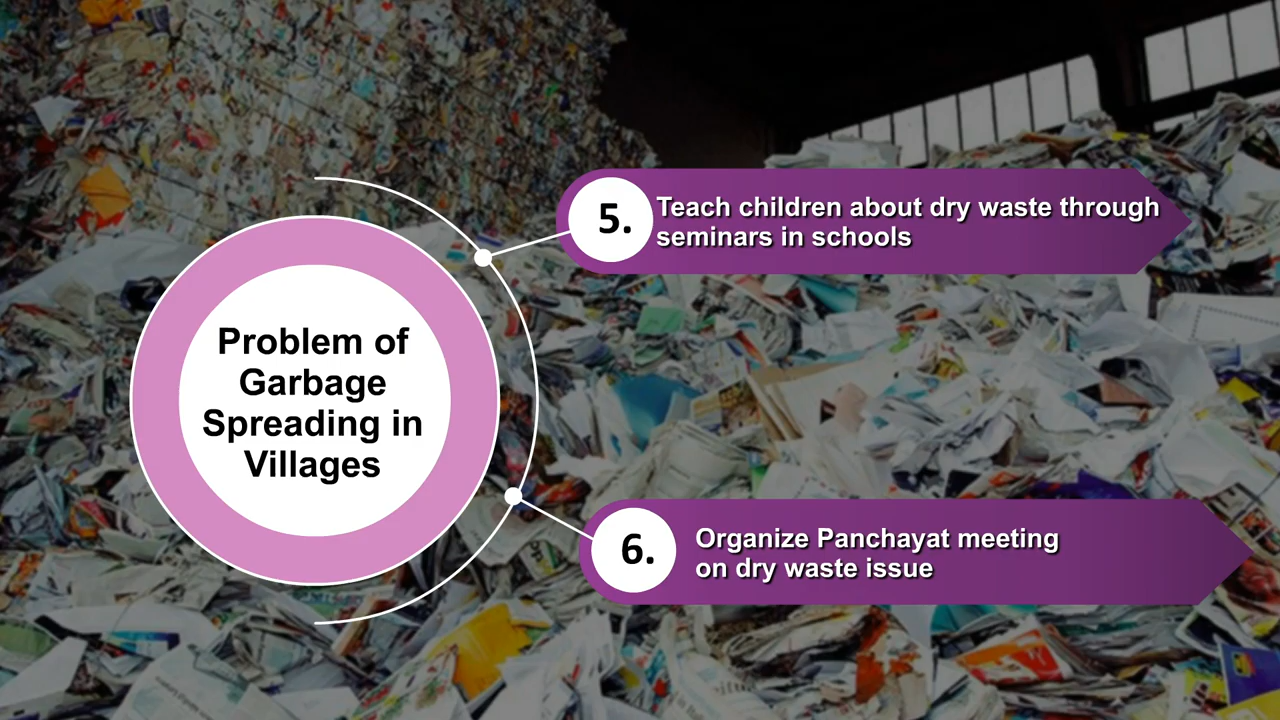 Problem of
Garbage
Spreading in
Villages
5.
Teach children about dry waste through
seminars in schools
6.
Organize Panchayat meeting
on dry waste issue